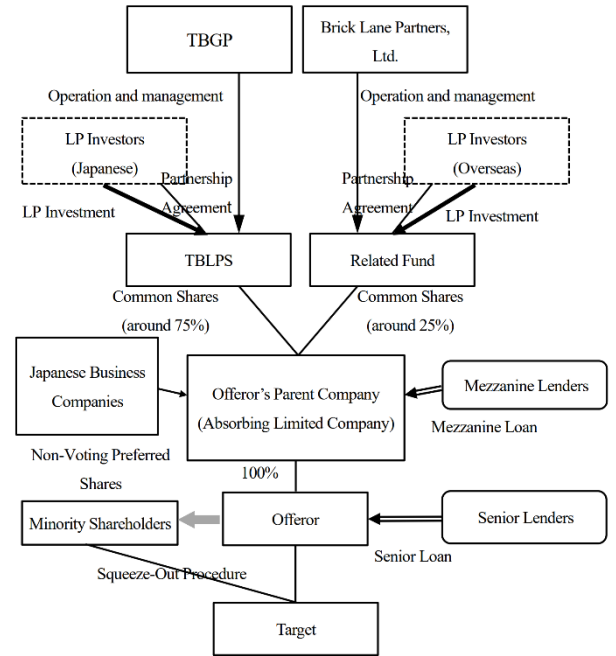 TBGP
Brick Lane Partners,
Ltd.
Operation and management
Operation and management
LP Investors
(Japanese)
LP Investors
(Overseas)
Partnership
Agreement
Partnership
Agreement
LP Investment
LP Investment
TBLPS
Related Fund
Common Shares
(around 75%)
Common Shares
(around 25%)
Japanese Business
Companies
Offeror's Parent Company
(Absorbing Limited Company)
Mezzanine Lenders
Mezzanine Loan
Non-Voting Preferred
Shares
100%
Minority Shareholders
Offeror
Senior Lenders
Senior Loan
Squeeze-Out Procedure
Target